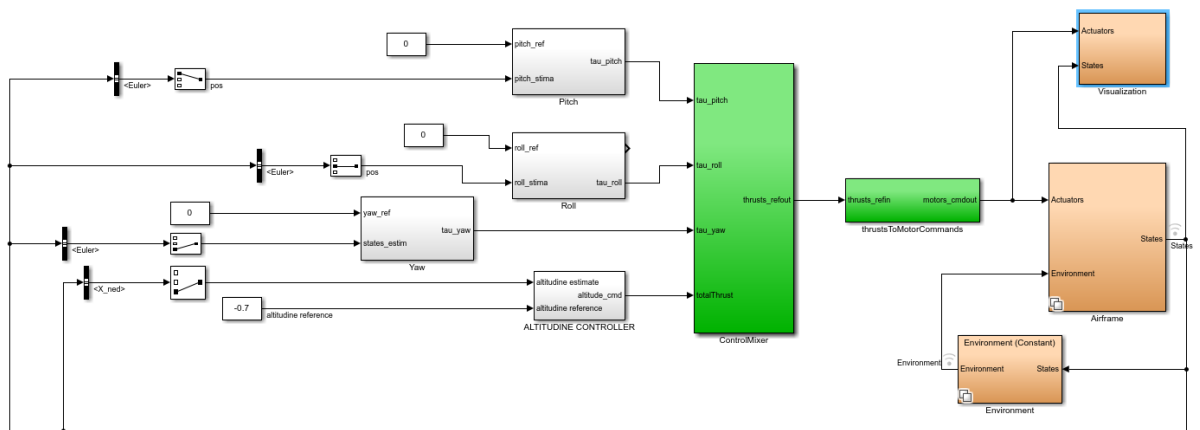 <Euler>
pos
0
pitch_ref
pitch_stima
tau_pitch
Pitch
<Euler>
pos
0
roll_ref
roll_stima
tau_roll
Roll
<Euler>
0
yaw_ref
states_estim
tau_yaw
Yaw
<X_ned>
-0.7
altitudine reference
altitudine estimate
altitude_cmd
altitudine reference
ALTITUDINE CONTROLLER
tau_pitch
tau_roll
tau_yaw
totalThrust
thrusts_refout
ControlMixer
thrusts_refin
motors_cmdout
thrustsToMotorCommands
Actuators
States
Visualization
Actuators
Environment
States
Airframe
States
Environment (Constant)
Environment
States
Environment
Environment